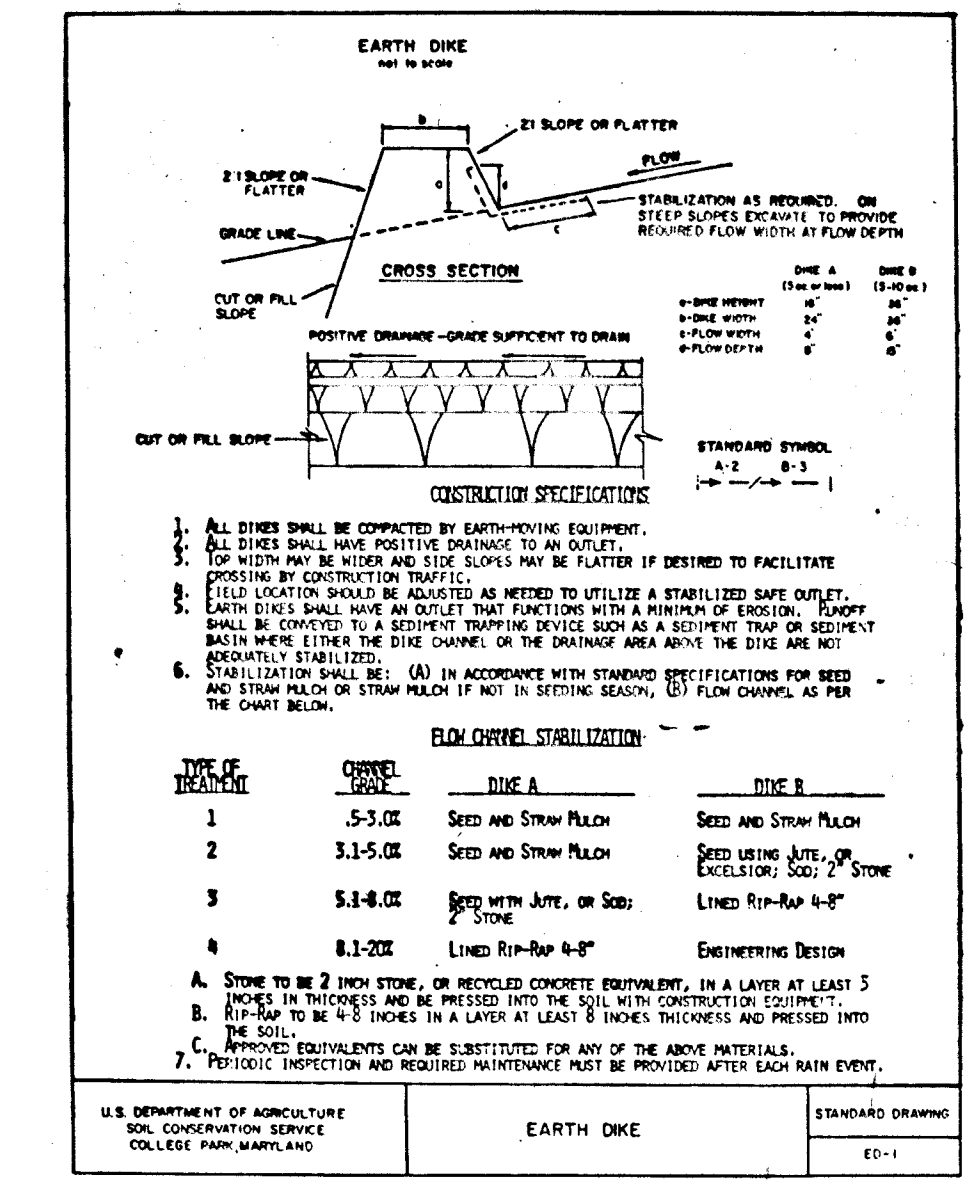 EARTH DIKE
not to scale
b
2:1 SLOPE OR FLATTER
FLOW
2:1 SLOPE OR
FLATTER
a
d
STABILIZATION AS REQUIRED. ON
STEEP SLOPES EXCAVATE TO PROVIDE
REQUIRED FLOW WIDTH AT FLOW DEPTH
c
GRADE LINE
CROSS SECTION
CUT OR FILL
SLOPE
DIKE A DIKE B
(5 ac. or less) (5-10 ac.)
a-DIKE HEIGHT 18" 36"
b-DIKE WIDTH 24" 36"
c-FLOW WIDTH 4' 6'
d-FLOW DEPTH 8" 15"
POSITIVE DRAINAGE-GRADE SUFFICIENT TO DRAIN
CUT OR FILL SLOPE
STANDARD SYMBOL
A-2 B-3
CONSTRUCTION SPECIFICATIONS
1. ALL DIKES SHALL BE COMPACTED BY EARTH-MOVING EQUIPMENT.
2. ALL DIKES SHALL HAVE POSITIVE DRAINAGE TO AN OUTLET.
3. TOP WIDTH MAY BE WIDER AND SIDE SLOPES MAY BE FLATTER IF DESIRED TO FACILITATE
CROSSING BY CONSTRUCTION TRAFFIC.
4. FIELD LOCATION SHOULD BE ADJUSTED AS NEEDED TO UTILIZE A STABILIZED SAFE OUTLET.
5. EARTH DIKES SHALL HAVE AN OUTLET THAT FUNCTIONS WITH A MINIMUM OF EROSION. RUNOFF
SHALL BE CONVEYED TO A SEDIMENT TRAPPING DEVICE SUCH AS A SEDIMENT TRAP OR SEDIMENT
BASIN WHERE EITHER THE DIKE CHANNEL OR THE DRAINAGE AREA ABOVE THE DIKE ARE NOT
ADEQUATELY STABILIZED.
6. STABILIZATION SHALL BE: (A) IN ACCORDANCE WITH STANDARD SPECIFICATIONS FOR SEED
AND STRAW MULCH OR STRAW MULCH IF NOT IN SEEDING SEASON, (B) FLOW CHANNEL AS PER
THE CHART BELOW.
FLOW CHANNEL STABILIZATION
TYPE OF TREATMENT CHANNEL GRADE DIKE A DIKE B
1 .5-3.0% SEED AND STRAW MULCH SEED AND STRAW MULCH
2 3.1-5.0% SEED AND STRAW MULCH SEED USING JUTE, OR
EXCELSIOR; SOD; 2" STONE
3 5.1-8.0% SEED WITH JUTE, OR SOD; LINED RIP-RAP 4-8"
2" STONE
4 8.1-20% LINED RIP-RAP 4-8" ENGINEERING DESIGN
A. STONE TO BE 2 INCH STONE, OR RECYCLED CONCRETE EQUIVALENT, IN A LAYER AT LEAST 3
INCHES IN THICKNESS AND BE PRESSED INTO THE SOIL WITH CONSTRUCTION EQUIPMENT.
B. RIP-RAP TO BE 4-8 INCHES IN A LAYER AT LEAST 8 INCHES THICKNESS AND PRESSED INTO
THE SOIL.
C. APPROVED EQUIVALENTS CAN BE SUBSTITUTED FOR ANY OF THE ABOVE MATERIALS.
7. PERIODIC INSPECTION AND REQUIRED MAINTENANCE MUST BE PROVIDED AFTER EACH RAIN EVENT.
U.S. DEPARTMENT OF AGRICULTURE
SOIL CONSERVATION SERVICE
COLLEGE PARK, MARYLAND
EARTH DIKE
STANDARD DRAWING
ED-1